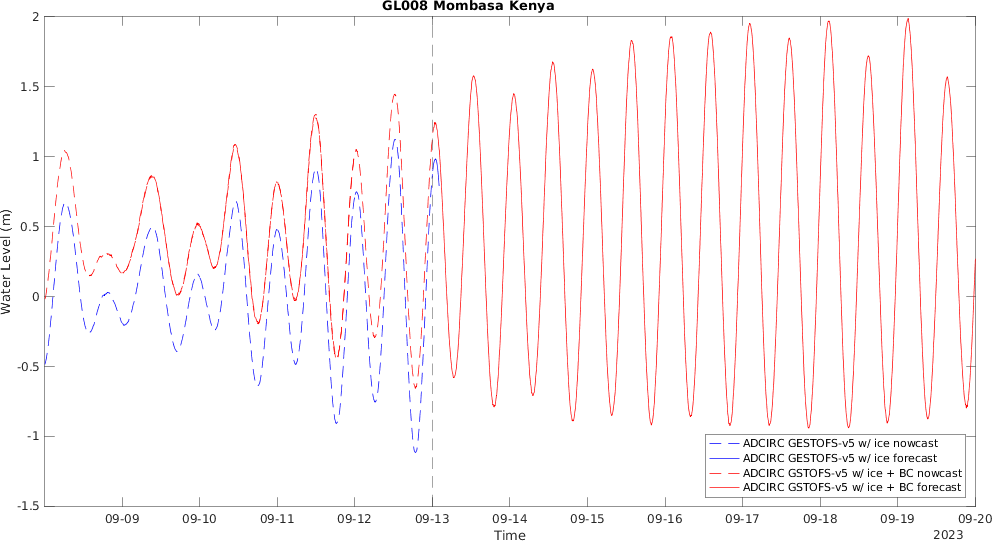 GL008 Mombasa Kenya
2
1.5
1
0.5
0
-0.5
-1
-1.5
Water Level (m)
ADCIRC GESTOFS-v5 w/ ice nowcast
ADCIRC GESTOFS-v5 w/ ice forecast
ADCIRC GSTOFS-v5 w/ ice + BC nowcast
ADCIRC GSTOFS-v5 w/ ice + BC forecast
09-09 09-10 09-11 09-12 09-13 09-14 09-15 09-16 09-17 09-18 09-19 09-20
Time
2023